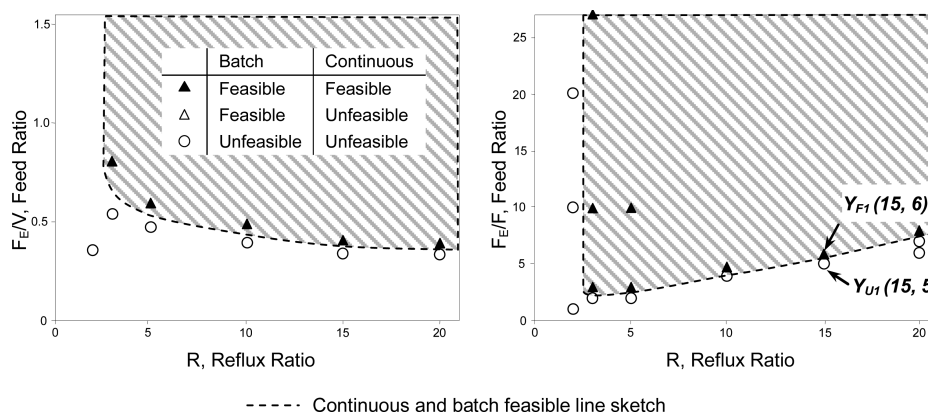 1.5
1.0
0.5
0
0
5
10
15
20
F_E/V, Feed Ratio
R, Reflux Ratio
Batch Continuous
Feasible Feasible
Feasible Unfeasible
Unfeasible Unfeasible
25
20
15
10
5
0
0
5
10
15
20
F_E/F, Feed Ratio
R, Reflux Ratio
Y_F1 (15, 6)
Y_U1 (15, 5
Continuous and batch feasible line sketch